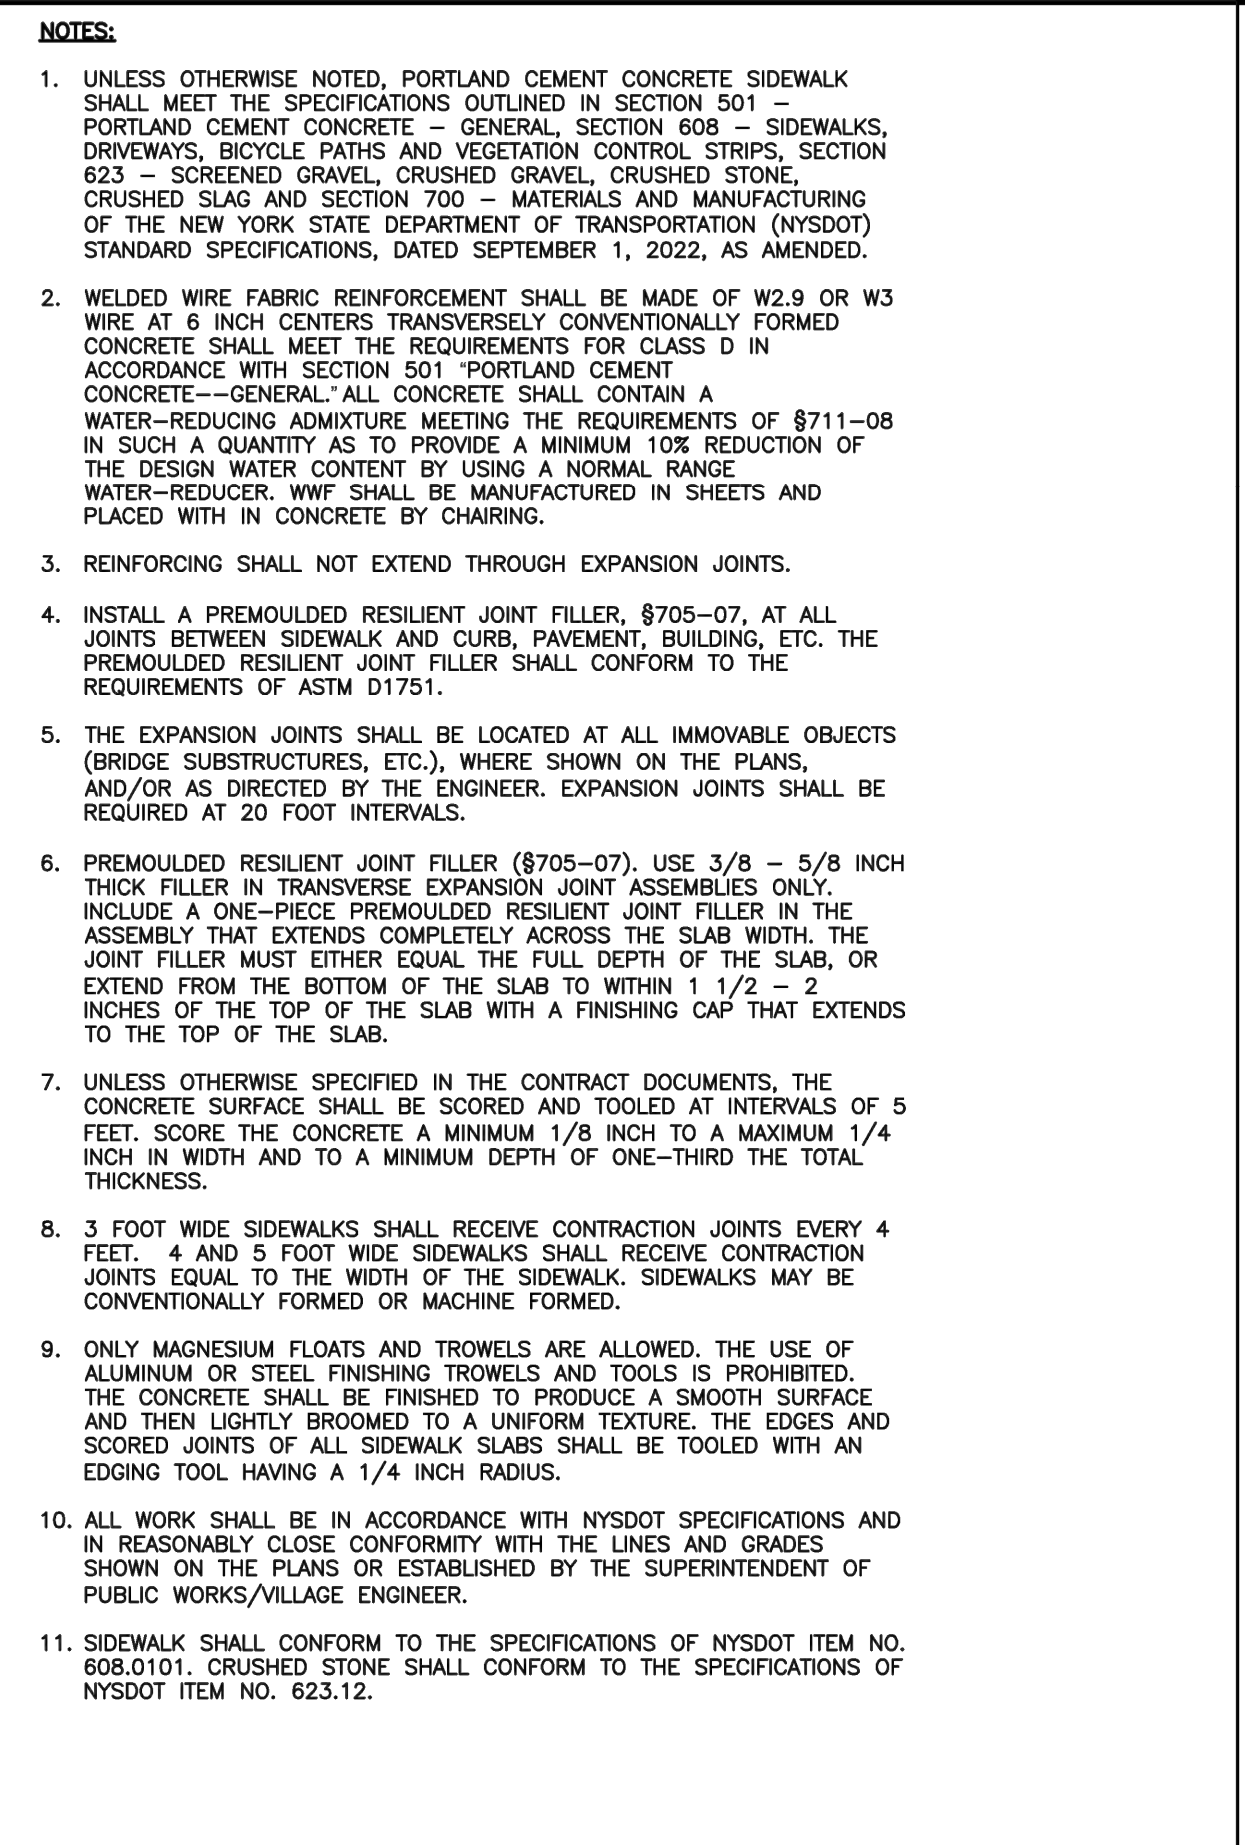 NOTES:
1. UNLESS OTHERWISE NOTED, PORTLAND CEMENT CONCRETE SIDEWALK
SHALL MEET THE SPECIFICATIONS OUTLINED IN SECTION 501 –
PORTLAND CEMENT CONCRETE – GENERAL, SECTION 608 – SIDEWALKS,
DRIVEWAYS, BICYCLE PATHS AND VEGETATION CONTROL STRIPS, SECTION
623 – SCREENED GRAVEL, CRUSHED GRAVEL, CRUSHED STONE,
CRUSHED SLAG AND SECTION 700 – MATERIALS AND MANUFACTURING
OF THE NEW YORK STATE DEPARTMENT OF TRANSPORTATION (NYSDOT)
STANDARD SPECIFICATIONS, DATED SEPTEMBER 1, 2022, AS AMENDED.
2. WELDED WIRE FABRIC REINFORCEMENT SHALL BE MADE OF W2.9 OR W3
WIRE AT 6 INCH CENTERS TRANSVERSELY CONVENTIONALLY FORMED
CONCRETE SHALL MEET THE REQUIREMENTS FOR CLASS D IN
ACCORDANCE WITH SECTION 501 “PORTLAND CEMENT
CONCRETE––GENERAL.” ALL CONCRETE SHALL CONTAIN A
WATER–REDUCING ADMIXTURE MEETING THE REQUIREMENTS OF §711–08
IN SUCH A QUANTITY AS TO PROVIDE A MINIMUM 10% REDUCTION OF
THE DESIGN WATER CONTENT BY USING A NORMAL RANGE
WATER–REDUCER. WWF SHALL BE MANUFACTURED IN SHEETS AND
PLACED WITH IN CONCRETE BY CHAIRING.
3. REINFORCING SHALL NOT EXTEND THROUGH EXPANSION JOINTS.
4. INSTALL A PREMOULDED RESILIENT JOINT FILLER, §705–07, AT ALL
JOINTS BETWEEN SIDEWALK AND CURB, PAVEMENT, BUILDING, ETC. THE
PREMOULDED RESILIENT JOINT FILLER SHALL CONFORM TO THE
REQUIREMENTS OF ASTM D1751.
5. THE EXPANSION JOINTS SHALL BE LOCATED AT ALL IMMOVABLE OBJECTS
(BRIDGE SUBSTRUCTURES, ETC.), WHERE SHOWN ON THE PLANS,
AND/OR AS DIRECTED BY THE ENGINEER. EXPANSION JOINTS SHALL BE
REQUIRED AT 20 FOOT INTERVALS.
6. PREMOULDED RESILIENT JOINT FILLER (§705–07). USE 3/8 – 5/8 INCH
THICK FILLER IN TRANSVERSE EXPANSION JOINT ASSEMBLIES ONLY.
INCLUDE A ONE–PIECE PREMOULDED RESILIENT JOINT FILLER IN THE
ASSEMBLY THAT EXTENDS COMPLETELY ACROSS THE SLAB WIDTH. THE
JOINT FILLER MUST EITHER EQUAL THE FULL DEPTH OF THE SLAB, OR
EXTEND FROM THE BOTTOM OF THE SLAB TO WITHIN 1 1/2 – 2
INCHES OF THE TOP OF THE SLAB WITH A FINISHING CAP THAT EXTENDS
TO THE TOP OF THE SLAB.
7. UNLESS OTHERWISE SPECIFIED IN THE CONTRACT DOCUMENTS, THE
CONCRETE SURFACE SHALL BE SCORED AND TOOLED AT INTERVALS OF 5
FEET. SCORE THE CONCRETE A MINIMUM 1/8 INCH TO A MAXIMUM 1/4
INCH IN WIDTH AND TO A MINIMUM DEPTH OF ONE–THIRD THE TOTAL
THICKNESS.
8. 3 FOOT WIDE SIDEWALKS SHALL RECEIVE CONTRACTION JOINTS EVERY 4
FEET. 4 AND 5 FOOT WIDE SIDEWALKS SHALL RECEIVE CONTRACTION
JOINTS EQUAL TO THE WIDTH OF THE SIDEWALK. SIDEWALKS MAY BE
CONVENTIONALLY FORMED OR MACHINE FORMED.
9. ONLY MAGNESIUM FLOATS AND TROWELS ARE ALLOWED. THE USE OF
ALUMINUM OR STEEL FINISHING TROWELS AND TOOLS IS PROHIBITED.
THE CONCRETE SHALL BE FINISHED TO PRODUCE A SMOOTH SURFACE
AND THEN LIGHTLY BROOMED TO A UNIFORM TEXTURE. THE EDGES AND
SCORED JOINTS OF ALL SIDEWALK SLABS SHALL BE TOOLED WITH AN
EDGING TOOL HAVING A 1/4 INCH RADIUS.
10. ALL WORK SHALL BE IN ACCORDANCE WITH NYSDOT SPECIFICATIONS AND
IN REASONABLY CLOSE CONFORMITY WITH THE LINES AND GRADES
SHOWN ON THE PLANS OR ESTABLISHED BY THE SUPERINTENDENT OF
PUBLIC WORKS/VILLAGE ENGINEER.
11. SIDEWALK SHALL CONFORM TO THE SPECIFICATIONS OF NYSDOT ITEM NO.
608.0101. CRUSHED STONE SHALL CONFORM TO THE SPECIFICATIONS OF
NYSDOT ITEM NO. 623.12.